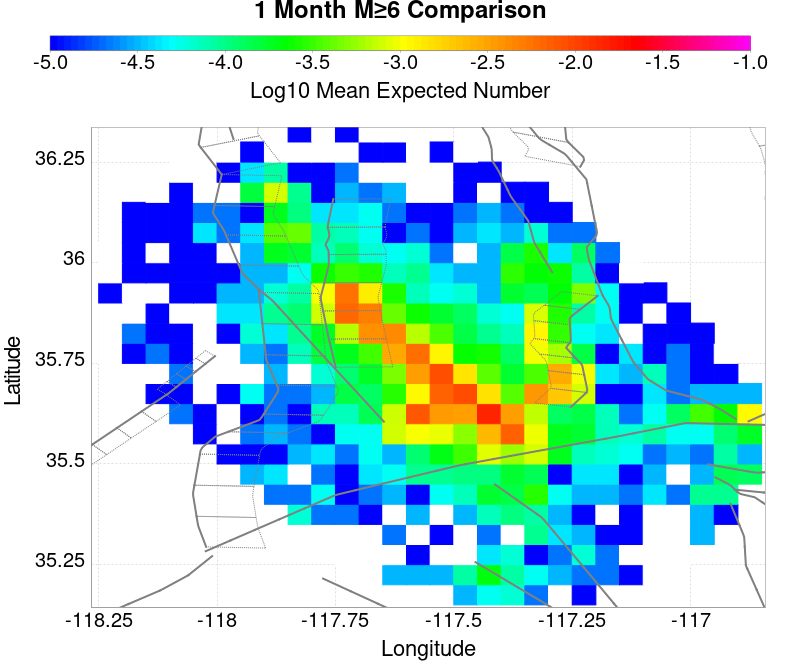 1 Month M≥6 Comparison
-5.0 -4.5 -4.0 -3.5 -3.0 -2.5 -2.0 -1.5 -1.0
Log10 Mean Expected Number
36.25
36
35.75
35.5
35.25
Latitude
-118.25 -118 -117.75 -117.5 -117.25 -117
Longitude